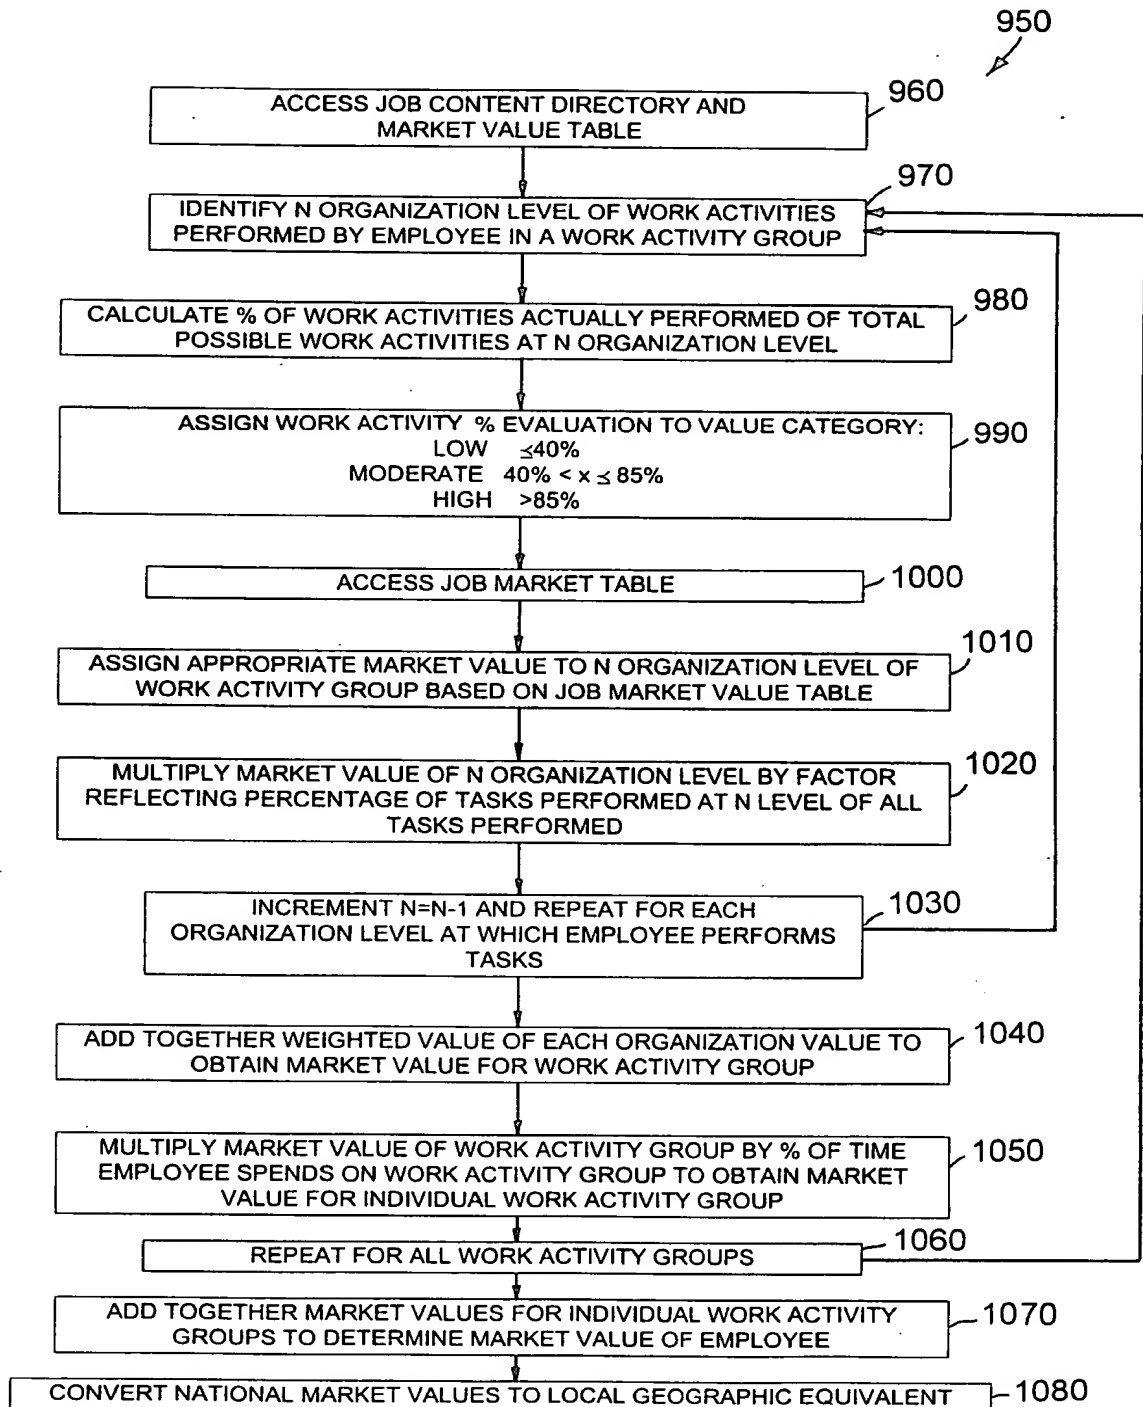 950
ACCESS JOB CONTENT DIRECTORY AND
MARKET VALUE TABLE
960
IDENTIFY N ORGANIZATION LEVEL OF WORK ACTIVITIES
PERFORMED BY EMPLOYEE IN A WORK ACTIVITY GROUP
970
CALCULATE % OF WORK ACTIVITIES ACTUALLY PERFORMED OF TOTAL
POSSIBLE WORK ACTIVITIES AT N ORGANIZATION LEVEL
980
ASSIGN WORK ACTIVITY % EVALUATION TO VALUE CATEGORY:
LOW ≤40%
MODERATE 40% < x ≤ 85%
HIGH >85%
990
ACCESS JOB MARKET TABLE
1000
ASSIGN APPROPRIATE MARKET VALUE TO N ORGANIZATION LEVEL OF
WORK ACTIVITY GROUP BASED ON JOB MARKET VALUE TABLE
1010
MULTIPLY MARKET VALUE OF N ORGANIZATION LEVEL BY FACTOR
REFLECTING PERCENTAGE OF TASKS PERFORMED AT N LEVEL OF ALL
TASKS PERFORMED
1020
INCREMENT N=N-1 AND REPEAT FOR EACH
ORGANIZATION LEVEL AT WHICH EMPLOYEE PERFORMS
TASKS
1030
ADD TOGETHER WEIGHTED VALUE OF EACH ORGANIZATION VALUE TO
OBTAIN MARKET VALUE FOR WORK ACTIVITY GROUP
1040
MULTIPLY MARKET VALUE OF WORK ACTIVITY GROUP BY % OF TIME
EMPLOYEE SPENDS ON WORK ACTIVITY GROUP TO OBTAIN MARKET
VALUE FOR INDIVIDUAL WORK ACTIVITY GROUP
1050
REPEAT FOR ALL WORK ACTIVITY GROUPS
1060
ADD TOGETHER MARKET VALUES FOR INDIVIDUAL WORK ACTIVITY
GROUPS TO DETERMINE MARKET VALUE OF EMPLOYEE
1070
CONVERT NATIONAL MARKET VALUES TO LOCAL GEOGRAPHIC EQUIVALENT
1080